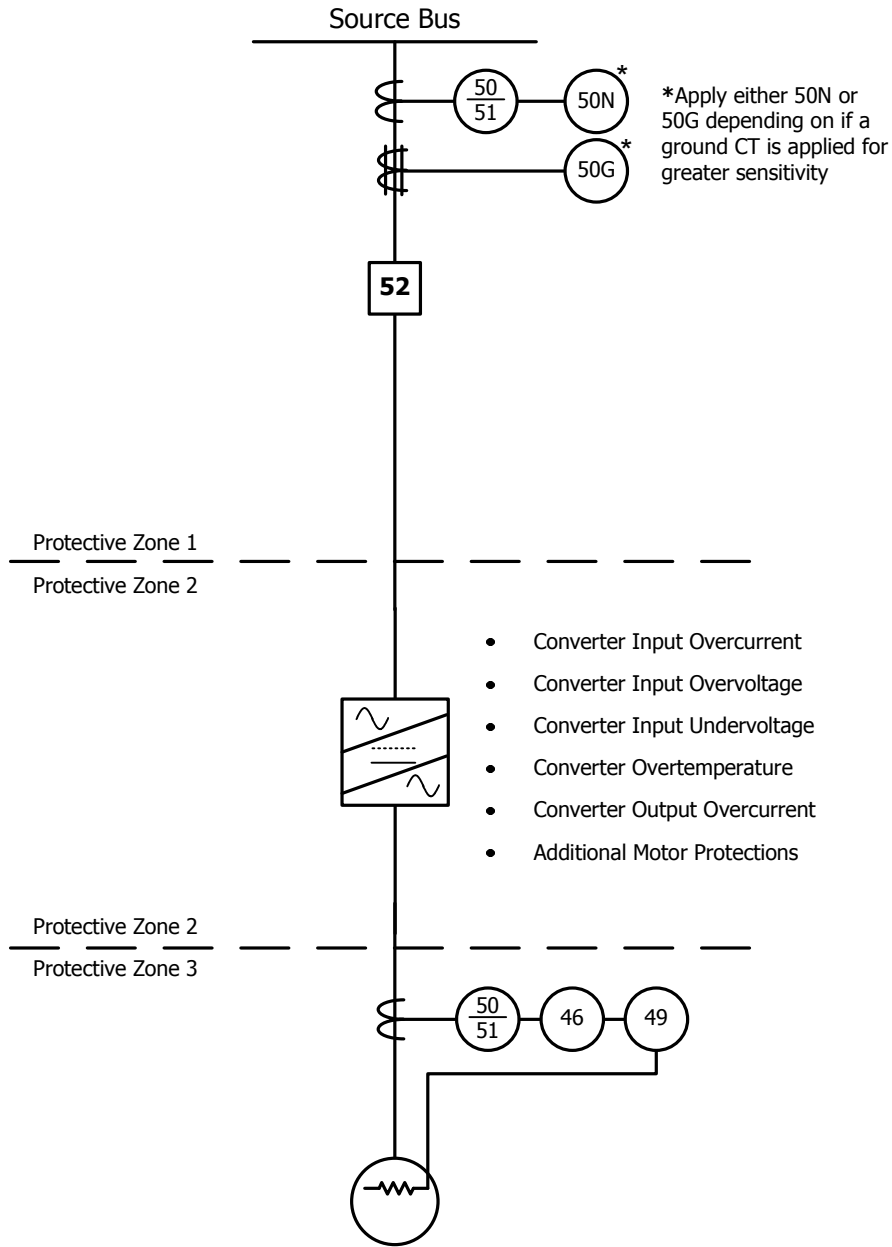 Source Bus
50
51
50N
*
50G
*
*Apply either 50N or
50G depending on if a
ground CT is applied for
greater sensitivity
52
Protective Zone 1
Protective Zone 2
• Converter Input Overcurrent
• Converter Input Overvoltage
• Converter Input Undervoltage
• Converter Overtemperature
• Converter Output Overcurrent
• Additional Motor Protections
Protective Zone 2
Protective Zone 3
50
51
46
49